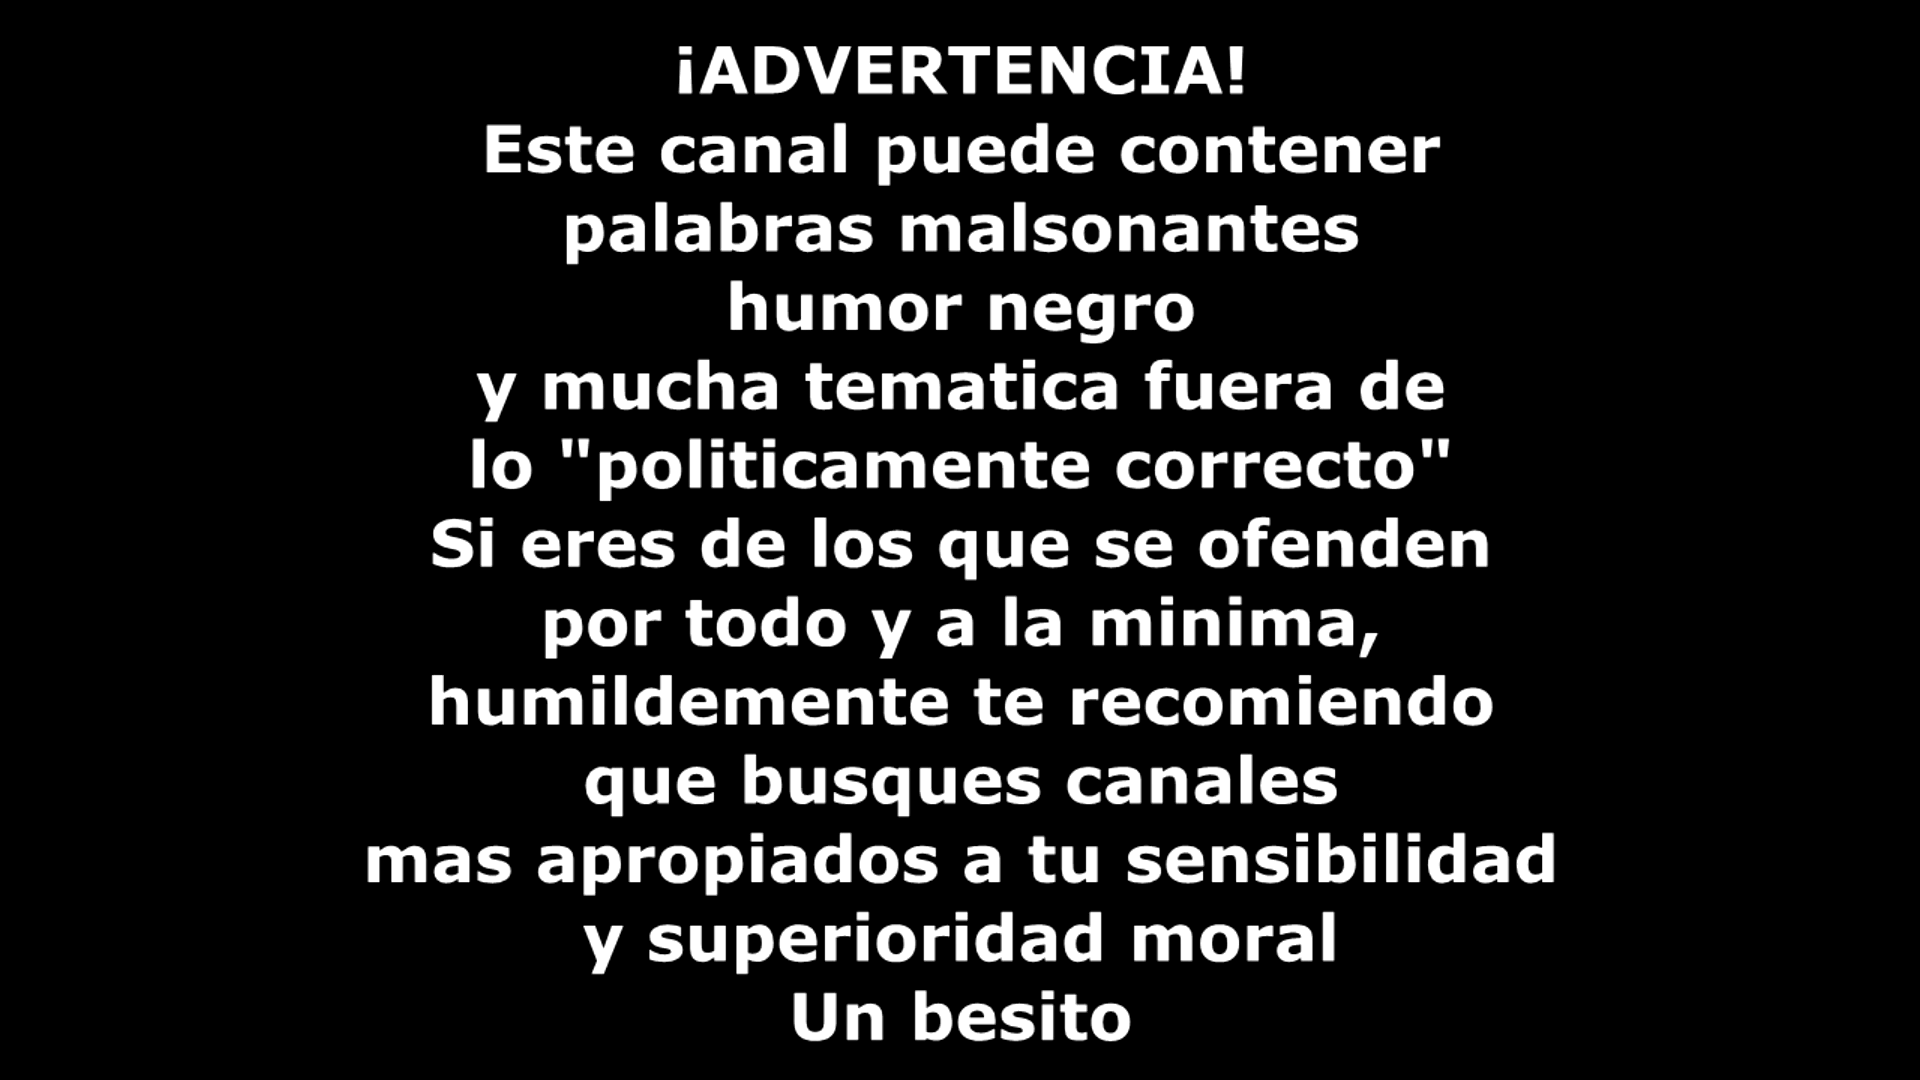 ¡ADVERTENCIA!
Este canal puede contener
palabras malsonantes
humor negro
y mucha tematica fuera de
lo "politicamente correcto"
Si eres de los que se ofenden
por todo y a la minima,
humildemente te recomiendo
que busques canales
mas apropiados a tu sensibilidad
y superioridad moral
Un besito